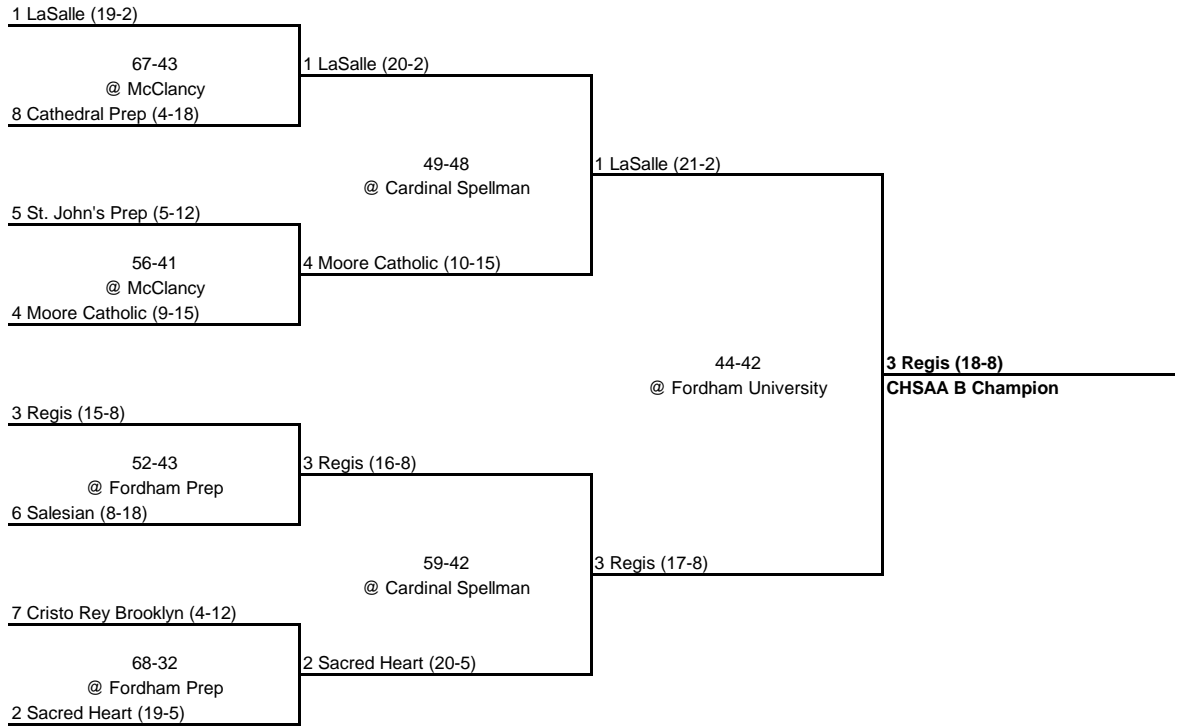 1 LaSalle (19-2)
67-43
@ McClancy
8 Cathedral Prep (4-18)
1 LaSalle (20-2)
49-48
@ Cardinal Spellman
5 St. John's Prep (5-12)
56-41
@ McClancy
4 Moore Catholic (9-15)
4 Moore Catholic (10-15)
1 LaSalle (21-2)
44-42
@ Fordham University
3 Regis (18-8)
CHSAA B Champion
3 Regis (15-8)
52-43
@ Fordham Prep
6 Salesian (8-18)
3 Regis (16-8)
59-42
@ Cardinal Spellman
3 Regis (17-8)
7 Cristo Rey Brooklyn (4-12)
68-32
@ Fordham Prep
2 Sacred Heart (19-5)
2 Sacred Heart (20-5)